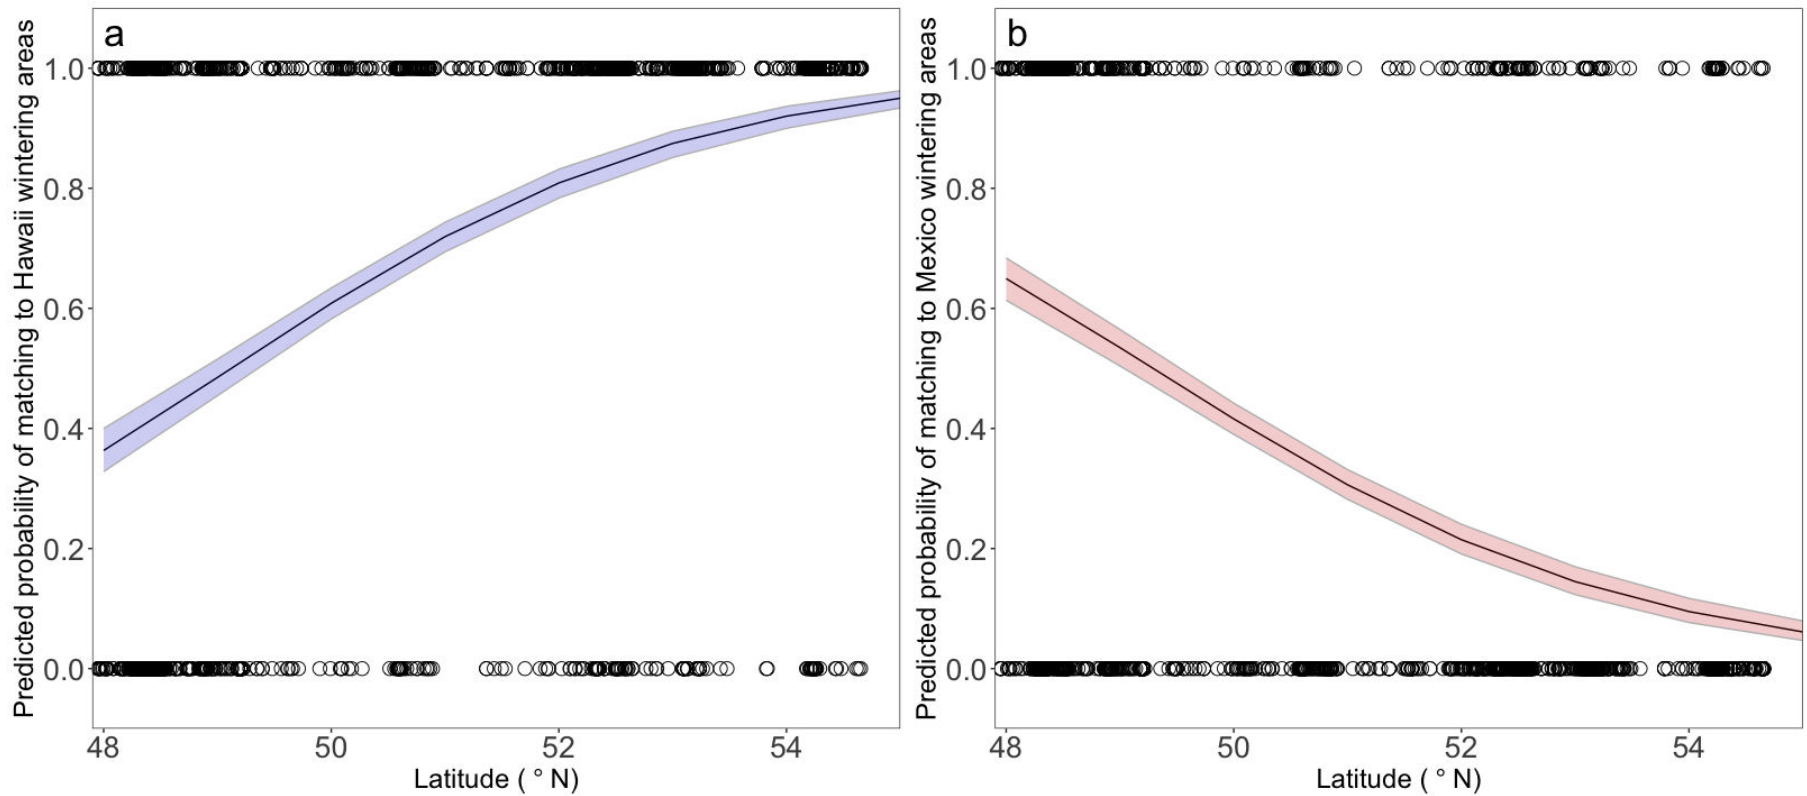 a
Predicted probability of matching to Hawaii wintering areas
1.0
0.8
0.6
0.4
0.2
0.0
48 50 52 54
Latitude ( ° N)
b
Predicted probability of matching to Mexico wintering areas
1.0
0.8
0.6
0.4
0.2
0.0
48 50 52 54
Latitude ( ° N)